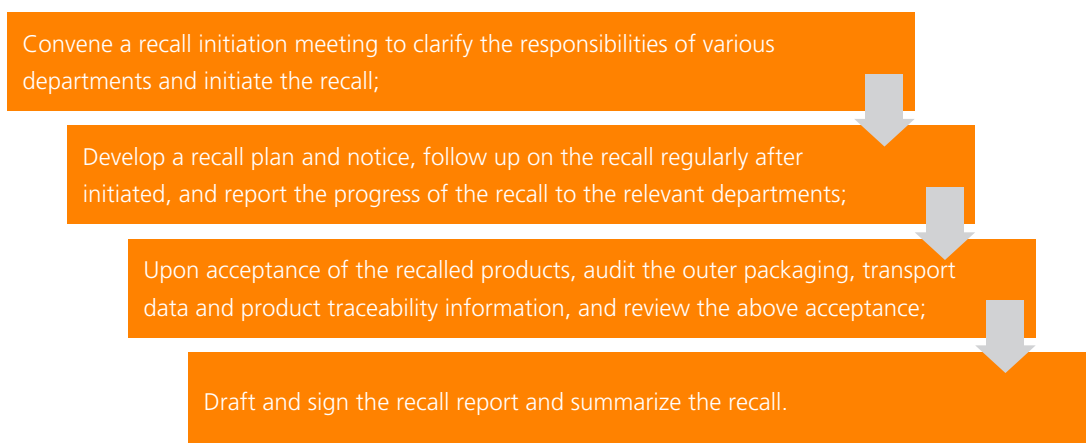 Convene a recall initiation meeting to clarify the responsibilities of various
departments and initiate the recall;
Develop a recall plan and notice, follow up on the recall regularly after
initiated, and report the progress of the recall to the relevant departments;
Upon acceptance of the recalled products, audit the outer packaging, transport
data and product traceability information, and review the above acceptance;
Draft and sign the recall report and summarize the recall.